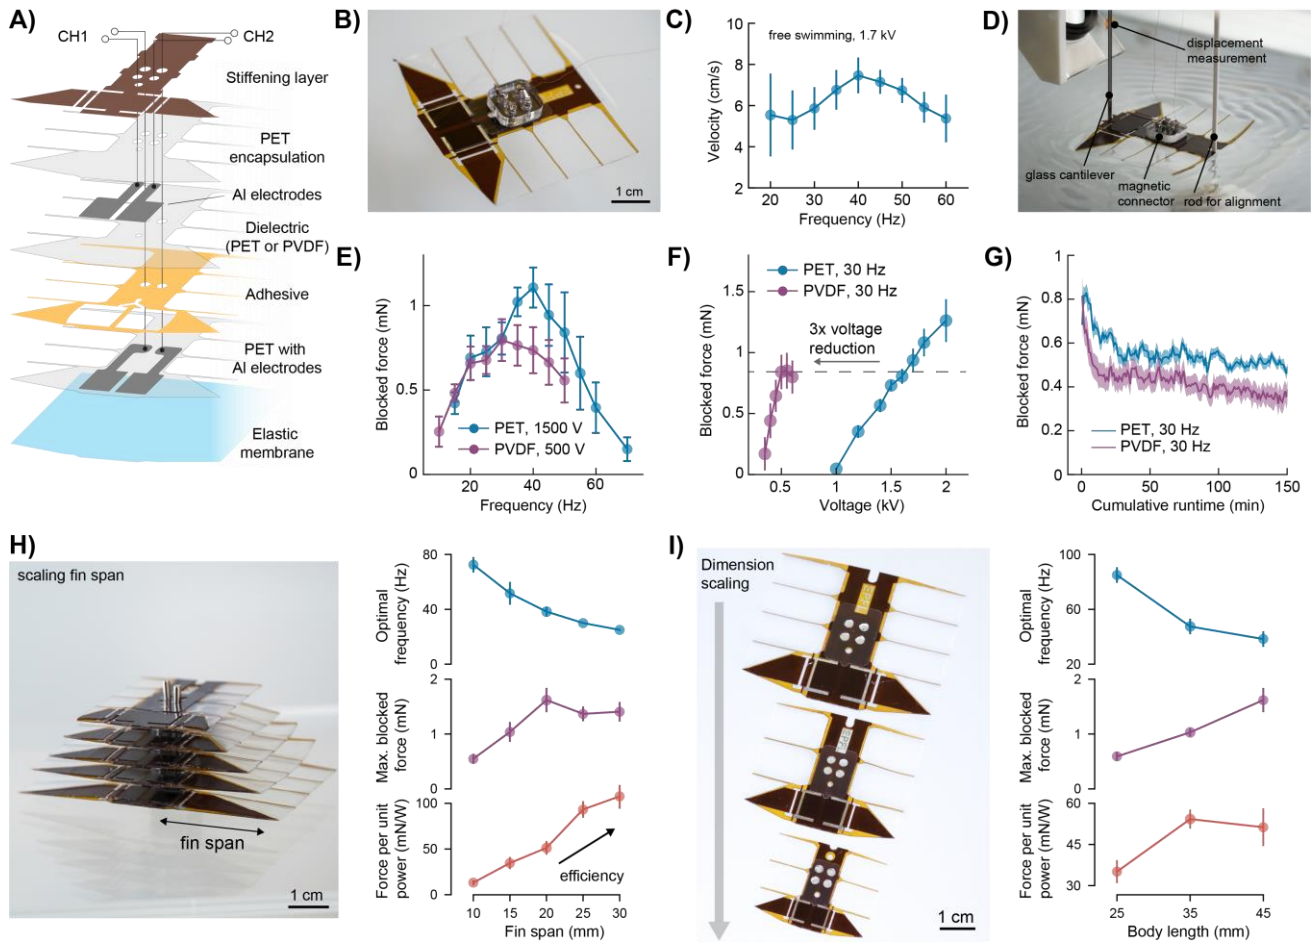 A)
CH1
CH2
Stiffening layer
PET
encapsulation
Al electrodes
Dielectric
(PET or PVDF)
Adhesive
PET with
Al electrodes
Elastic
membrane
B)
1 cm
C)
free swimming, 1.7 kV
Velocity (cm/s)
10
8
6
4
2
20
30
40
50
60
Frequency (Hz)
D)
displacement
measurement
glass cantilever
magnetic
connector
rod for alignment
E)
Blocked force (mN)
1
0.5
0
PET, 1500 V
PVDF, 500 V
20
40
60
Frequency (Hz)
F)
Blocked force (mN)
1.5
1
0.5
0
PET, 30 Hz
PVDF, 30 Hz
3x voltage
reduction
0.5
1
1.5
2
Voltage (kV)
G)
Blocked force (mN)
1
0.8
0.6
0.4
0.2
0
PET, 30 Hz
PVDF, 30 Hz
0
50
100
150
Cumulative runtime (min)
H)
scaling fin span
fin span
1 cm
Optimal
frequency (Hz)
80
40
0
Max. blocked
force (mN)
2
1
0
Force per unit
power (mN/W)
100
50
0
efficiency
10
15
20
25
30
Fin span (mm)
I)
Dimension
scaling
1 cm
Optimal
frequency (Hz)
100
60
20
Max. blocked
force (mN)
2
1
0
Force per unit
power (mN/W)
60
45
30
25
35
45
Body length (mm)